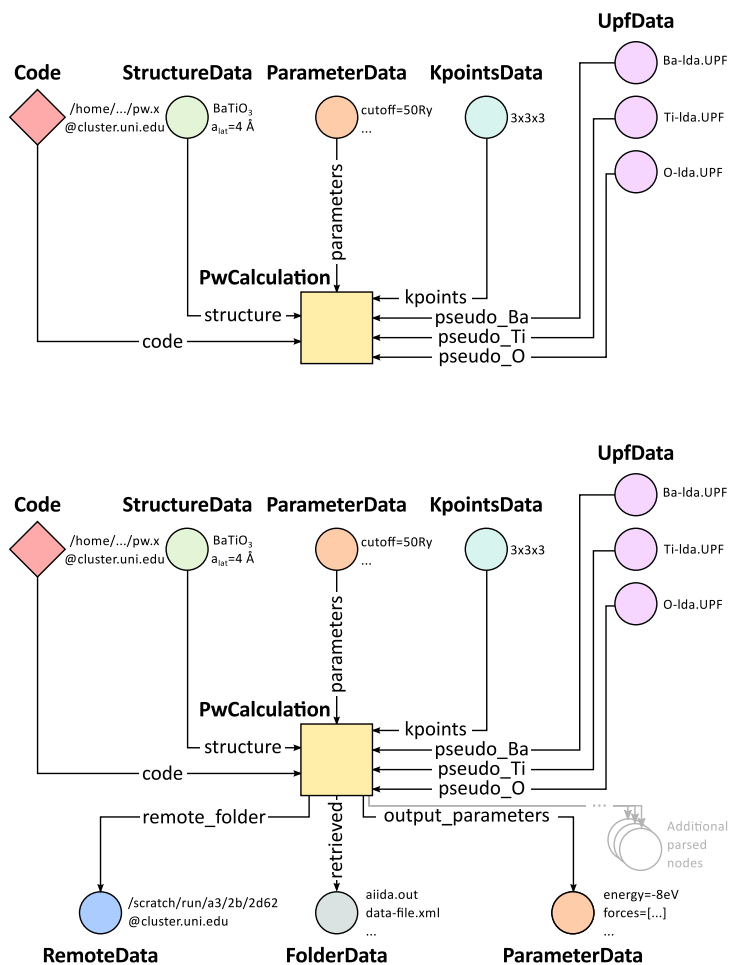 UpfData
Code
StructureData
ParameterData
KpointsData
Ba-lda.UPF
/home/.../pw.x
@cluster.uni.edu
BaTiO₃
aₗₐₜ=4 Å
cutoff=50Ry
...
3x3x3
Ti-lda.UPF
O-lda.UPF
parameters
PwCalculation
kpoints
structure
pseudo_Ba
pseudo_Ti
code
pseudo_O
UpfData
Code
StructureData
ParameterData
KpointsData
Ba-lda.UPF
/home/.../pw.x
@cluster.uni.edu
BaTiO₃
aₗₐₜ=4 Å
cutoff=50Ry
...
3x3x3
Ti-lda.UPF
O-lda.UPF
parameters
PwCalculation
kpoints
structure
pseudo_Ba
pseudo_Ti
code
pseudo_O
remote_folder
retrieved
output_parameters
...
Additional
parsed
nodes
/scratch/run/a3/2b/2d62
@cluster.uni.edu
aiida.out
data-file.xml
...
energy=-8eV
forces=[...]
...
RemoteData
FolderData
ParameterData